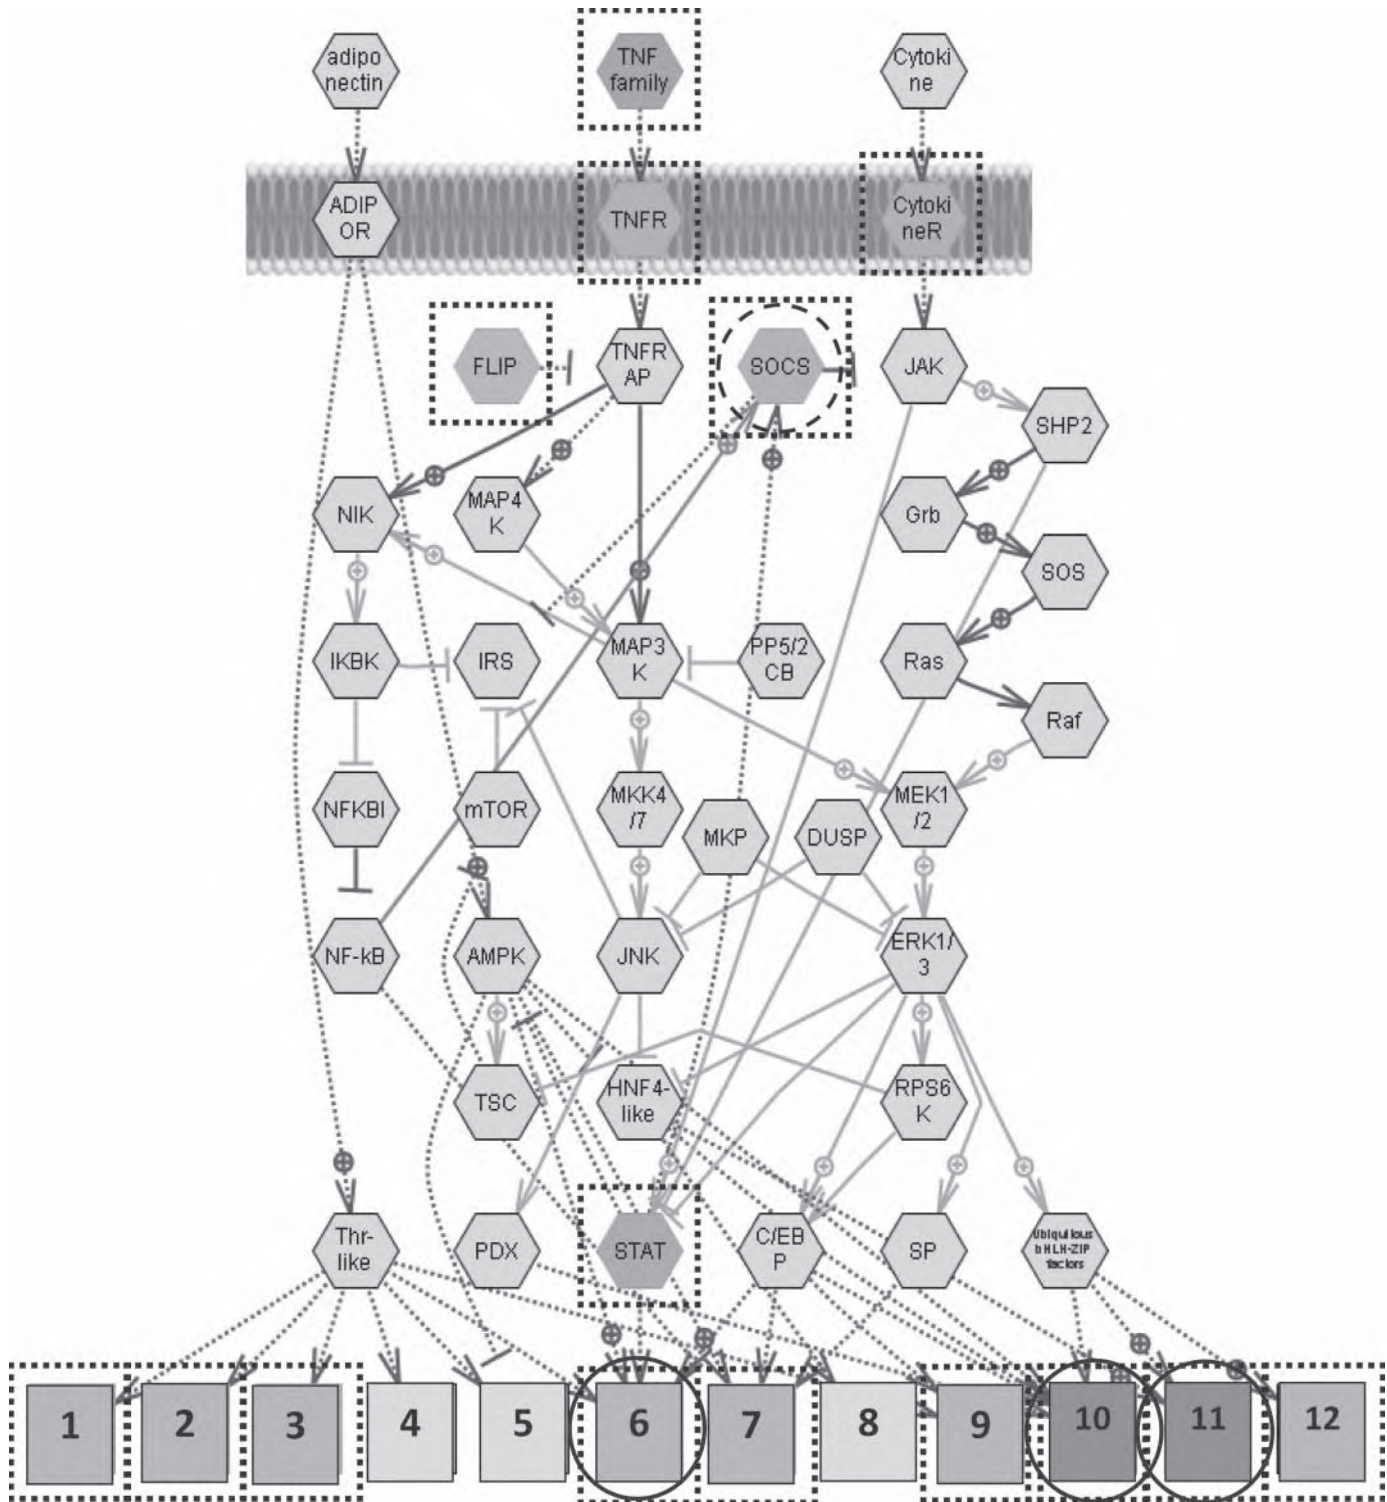 adipo
nectin
TNF
family
Cytoki
ne
ADIP
OR
TNFR
Cytoki
neR
FLIP
TNFR
AP
SOCS
JAK
SHP2
NIK
MAP4
K
Grb
SOS
IKBK
IRS
MAP3
K
PP5/2
CB
Ras
Raf
NFKBI
mTOR
MKK4
/7
MKP
DUSP
MEK1
/2
NF-kB
AMPK
JNK
ERK1/
3
TSC
HNF4-
like
RPS6
K
Thr-
like
PDX
STAT
C/EB
P
SP
Ubiquitous
bHLH-ZIP
factors
1
2
3
4
5
6
7
8
9
10
11
12